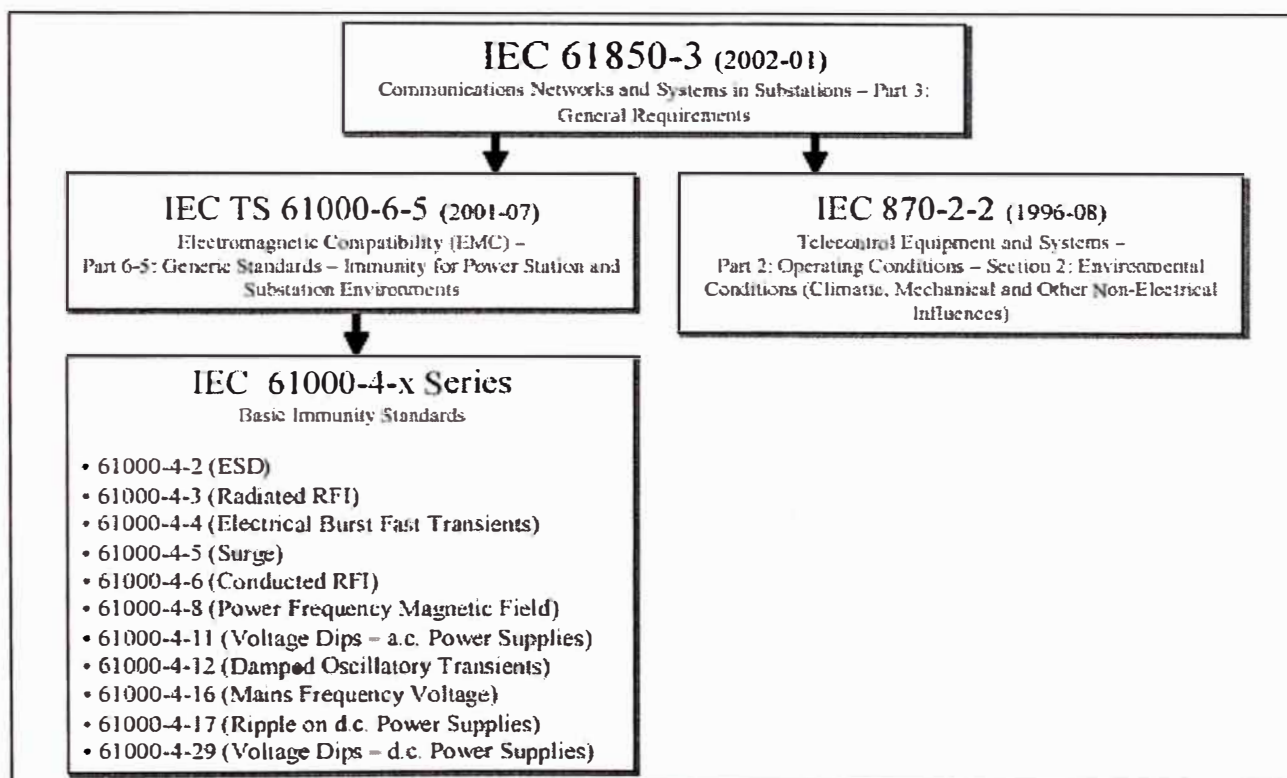 IEC 61850-3 (2002-01)
Communications Networks and Systems in Substations – Part 3:
General Requirements
IEC TS 61000-6-5 (2001-07)
Electromagnetic Compatibility (EMC) –
Part 6-5: Generic Standards – Immunity for Power Station and
Substation Environments
IEC 870-2-2 (1996-08)
Telecontrol Equipment and Systems –
Part 2: Operating Conditions – Section 2: Environmental
Conditions (Climatic, Mechanical and Other Non-Electrical
Influences)
IEC 61000-4-x Series
Basic Immunity Standards
• 61000-4-2 (ESD)
• 61000-4-3 (Radiated RFI)
• 61000-4-4 (Electrical Burst Fast Transients)
• 61000-4-5 (Surge)
• 61000-4-6 (Conducted RFI)
• 61000-4-8 (Power Frequency Magnetic Field)
• 61000-4-11 (Voltage Dips – a.c. Power Supplies)
• 61000-4-12 (Damped Oscillatory Transients)
• 61000-4-16 (Mains Frequency Voltage)
• 61000-4-17 (Ripple on d.c. Power Supplies)
• 61000-4-29 (Voltage Dips – d.c. Power Supplies)